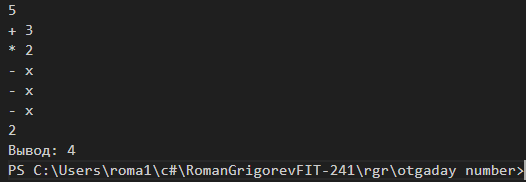 5
+ 3
* 2
- x
- x
- x
2
Вывод: 4
PS C:\Users\roma1\c#\RomanGrigorevFIT-241\rgr\otgaday number>